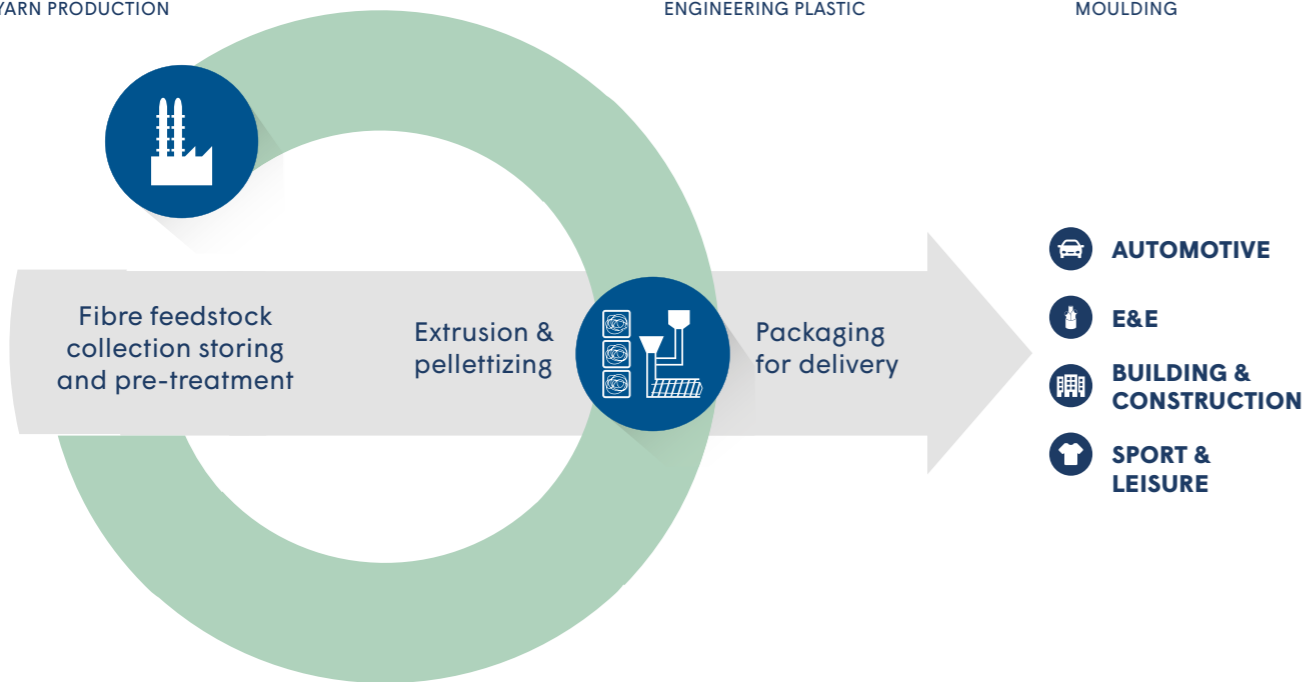 YARN PRODUCTION
ENGINEERING PLASTIC
MOULDING
Fibre feedstock
collection storing
and pre-treatment
Extrusion &
pellettizing
Packaging
for delivery
AUTOMOTIVE
E&E
BUILDING &
CONSTRUCTION
SPORT &
LEISURE